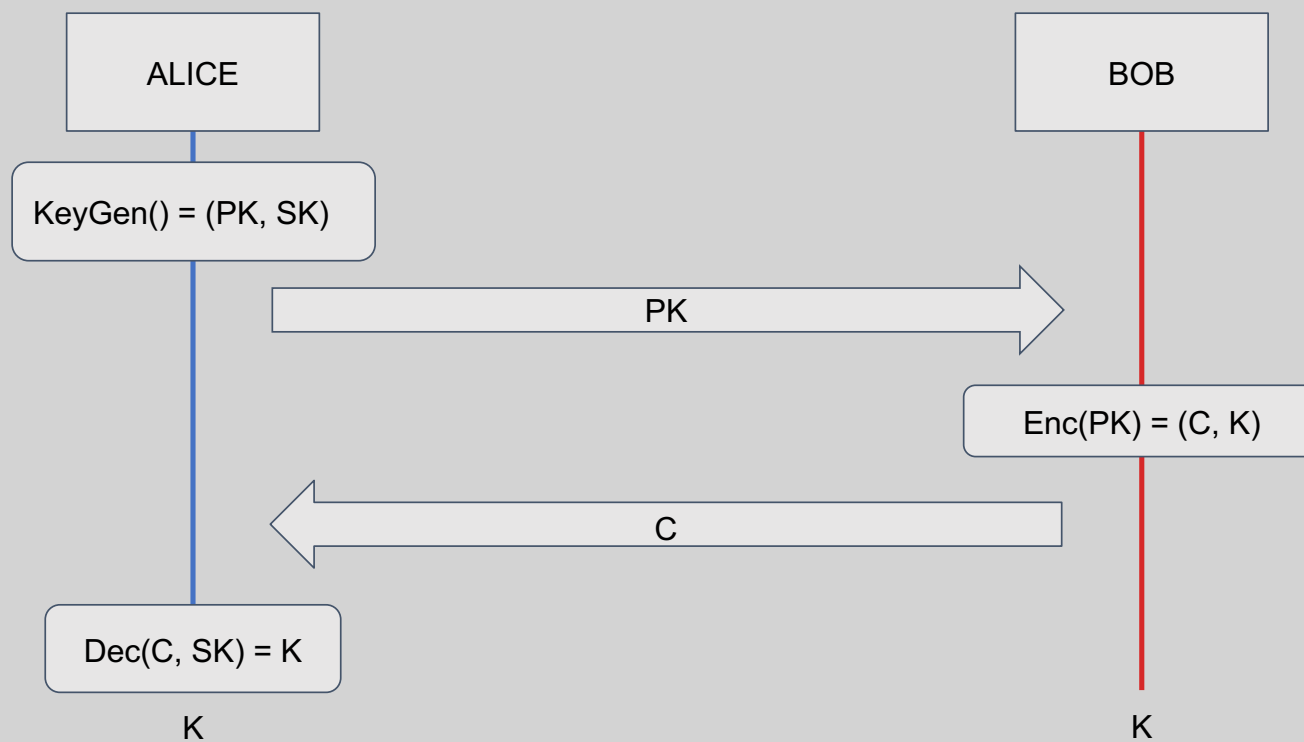 ALICE
BOB
KeyGen() = (PK, SK)
PK
Enc(PK) = (C, K)
C
Dec(C, SK) = K
K
K